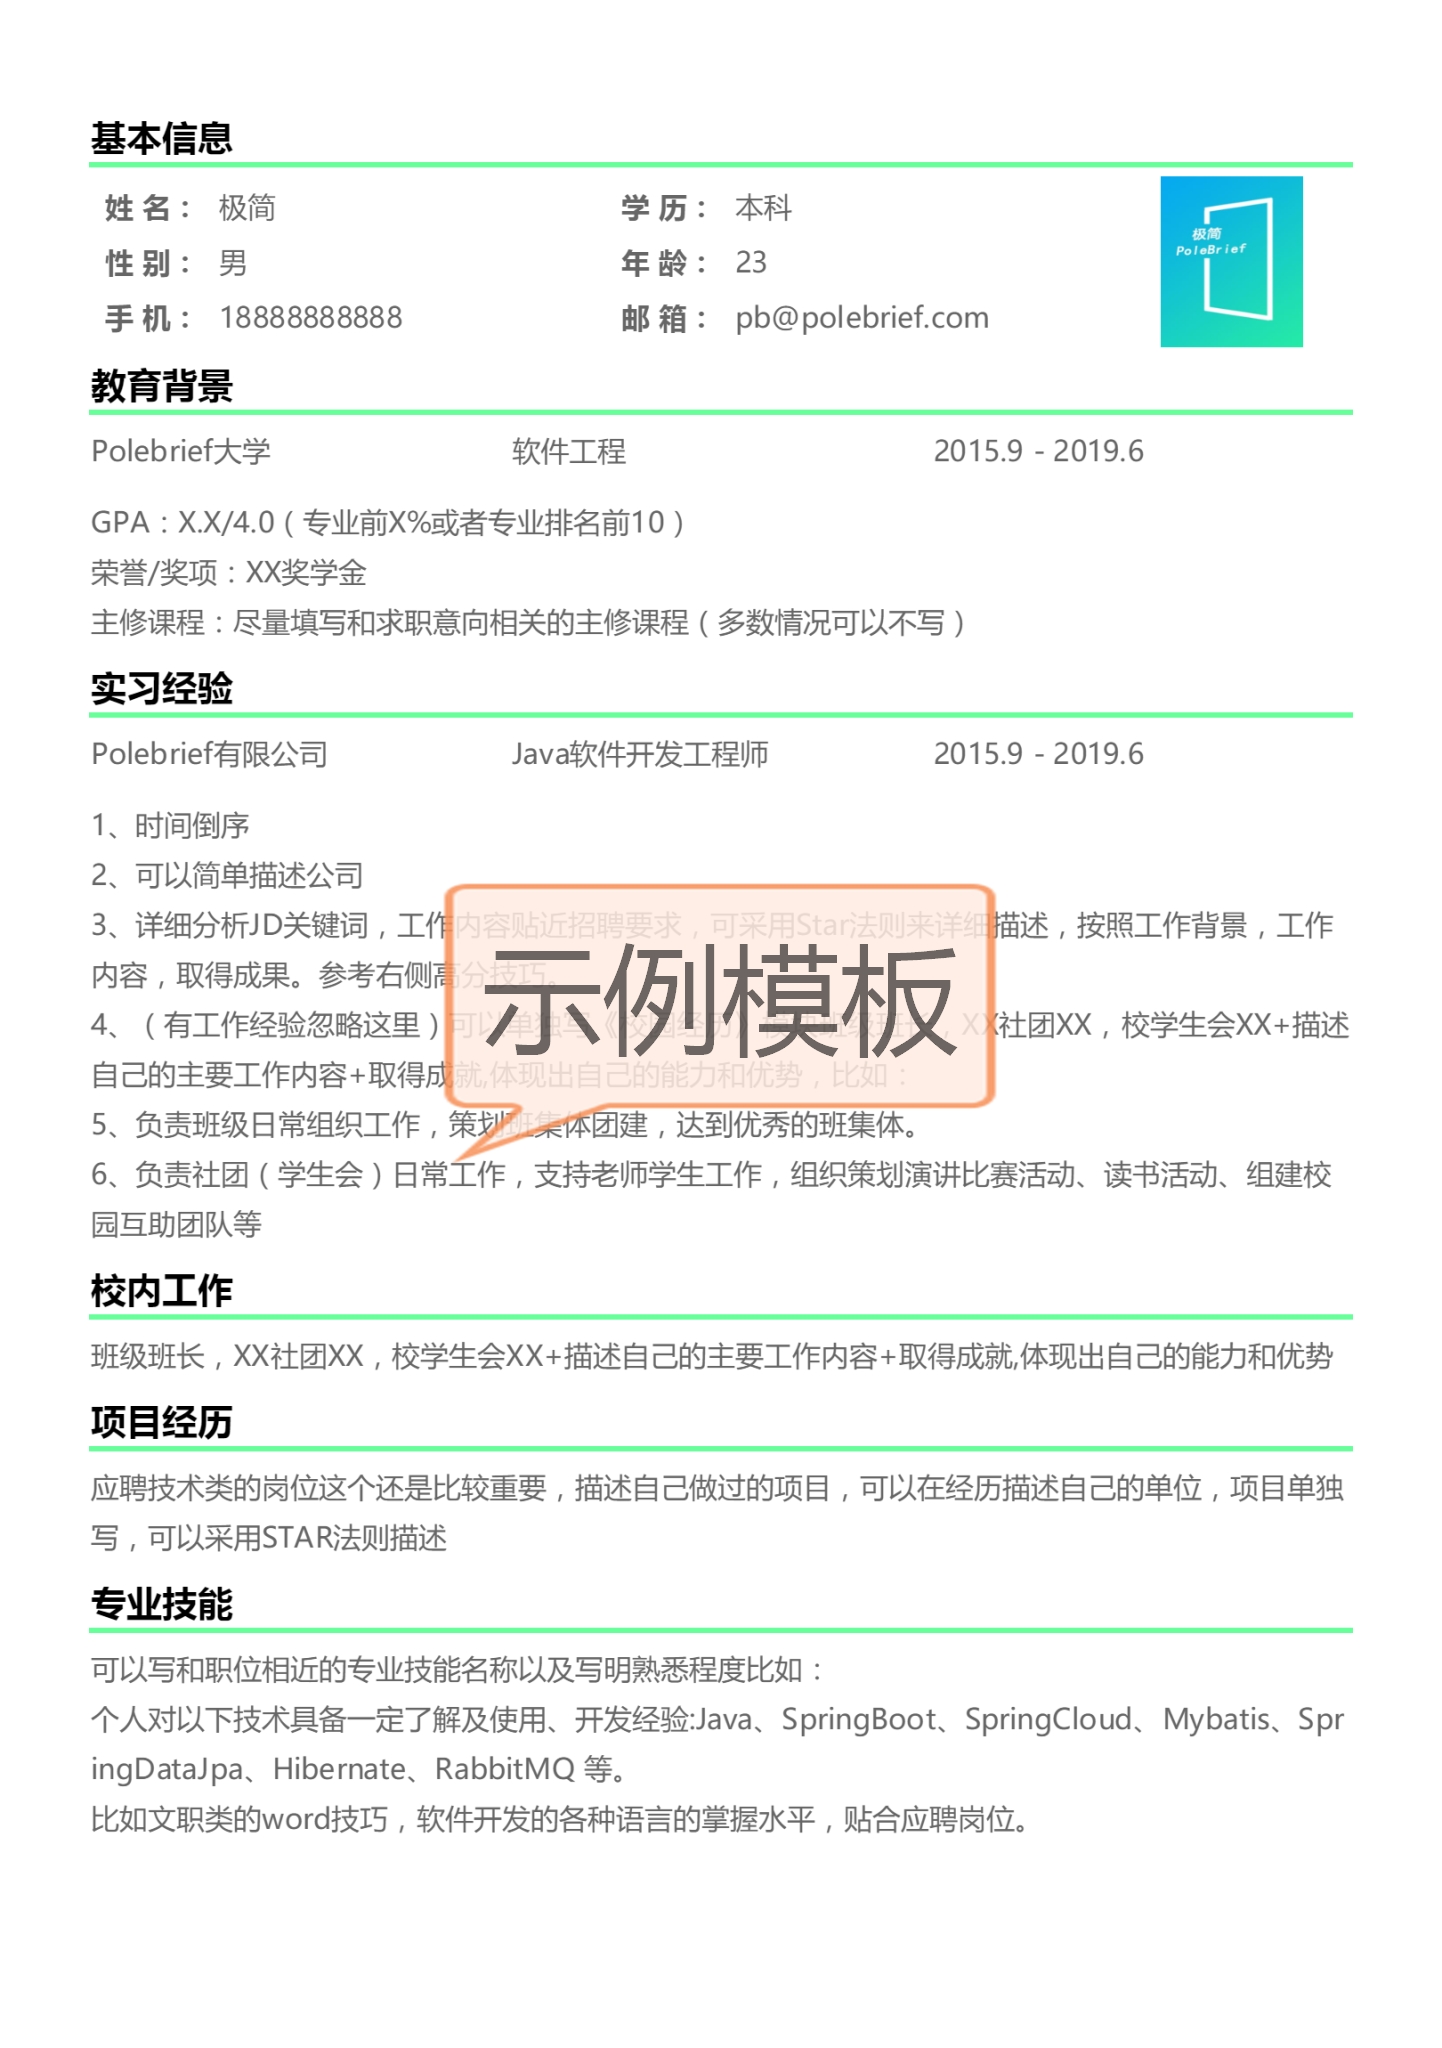 基本信息
姓 名： 极简 学 历： 本科
性 别： 男 年 龄： 23
手 机： 18888888888 邮 箱： pb@polebrief.com
极简
PoleBrief
教育背景
Polebrief大学 软件工程 2015.9 - 2019.6
GPA：X.X/4.0（专业前X%或者专业排名前10）
荣誉/奖项：XX奖学金
主修课程：尽量填写和求职意向相关的主修课程（多数情况可以不写）
实习经验
Polebrief有限公司 Java软件开发工程师 2015.9 - 2019.6
1、时间倒序
2、可以简单描述公司
3、详细分析JD关键词，工作内容贴近招聘要求，可采用Star法则来详细描述，按照工作背景，工作
内容，取得成果。参考右侧高分技巧。
示例模板
4、（有工作经验忽略这里）可以单独写《校园经历》模块班级班长，XX社团XX，校学生会XX+描述
自己的主要工作内容+取得成就,体现出自己的能力和优势，比如：
5、负责班级日常组织工作，策划班集体团建，达到优秀的班集体。
6、负责社团（学生会）日常工作，支持老师学生工作，组织策划演讲比赛活动、读书活动、组建校
园互助团队等
校内工作
班级班长，XX社团XX，校学生会XX+描述自己的主要工作内容+取得成就,体现出自己的能力和优势
项目经历
应聘技术类的岗位这个还是比较重要，描述自己做过的项目，可以在经历描述自己的单位，项目单独
写，可以采用STAR法则描述
专业技能
可以写和职位相近的专业技能名称以及写明熟悉程度比如：
个人对以下技术具备一定了解及使用、开发经验:Java、SpringBoot、SpringCloud、Mybatis、Spr
ingDataJpa、Hibernate、RabbitMQ 等。
比如文职类的word技巧，软件开发的各种语言的掌握水平，贴合应聘岗位。